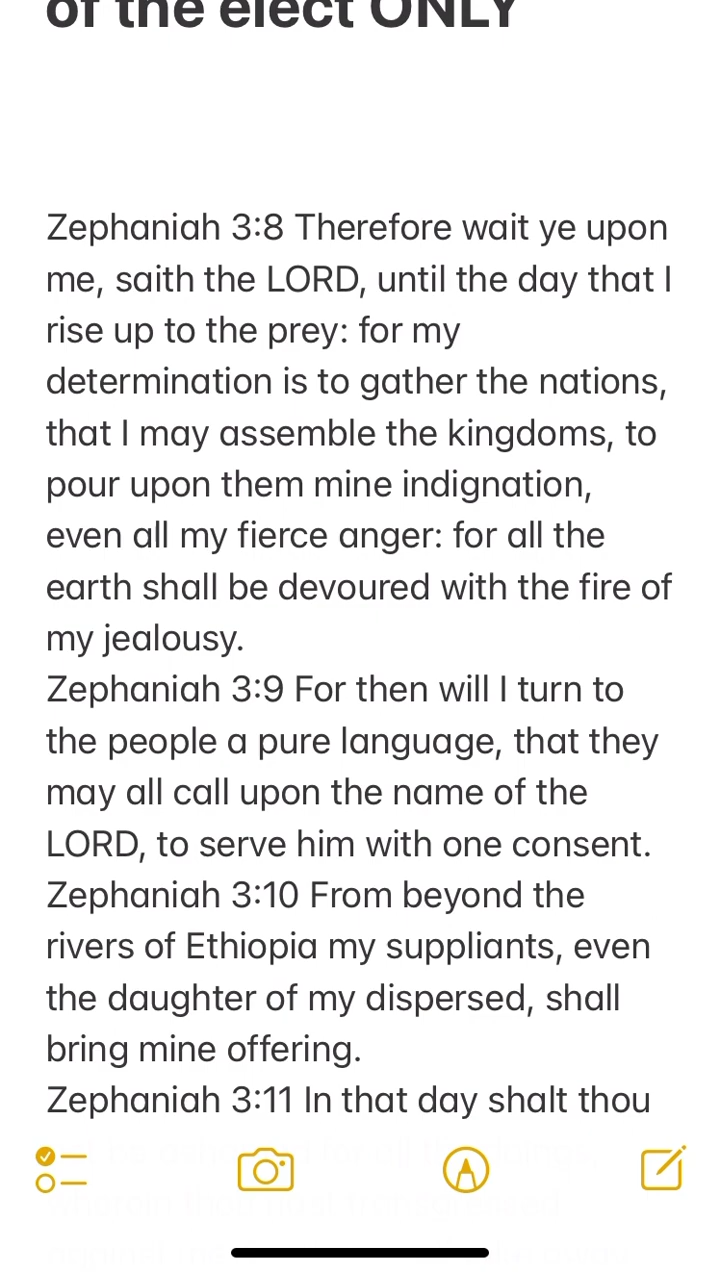 of the elect ONLY
Zephaniah 3:8 Therefore wait ye upon
me, saith the LORD, until the day that I
rise up to the prey: for my
determination is to gather the nations,
that I may assemble the kingdoms, to
pour upon them mine indignation,
even all my fierce anger: for all the
earth shall be devoured with the fire of
my jealousy.
Zephaniah 3:9 For then will I turn to
the people a pure language, that they
may all call upon the name of the
LORD, to serve him with one consent.
Zephaniah 3:10 From beyond the
rivers of Ethiopia my suppliants, even
the daughter of my dispersed, shall
bring mine offering.
Zephaniah 3:11 In that day shalt thou